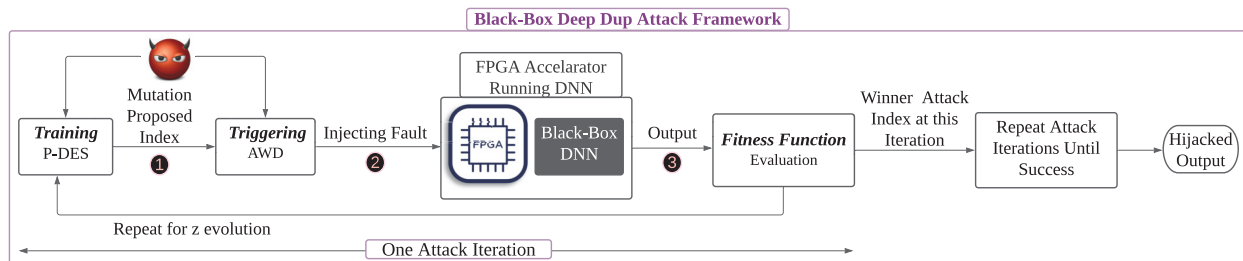 Black-Box Deep Dup Attack Framework
Training
P-DES
Mutation
Proposed
Index
1
Triggering
AWD
Injecting Fault
2
FPGA Accelarator
Running DNN
FPGA
Black-Box
DNN
Output
3
Fitness Function
Evaluation
Winner Attack
Index at this
Iteration
Repeat Attack
Iterations Until
Success
Hijacked
Output
Repeat for z evolution
One Attack Iteration